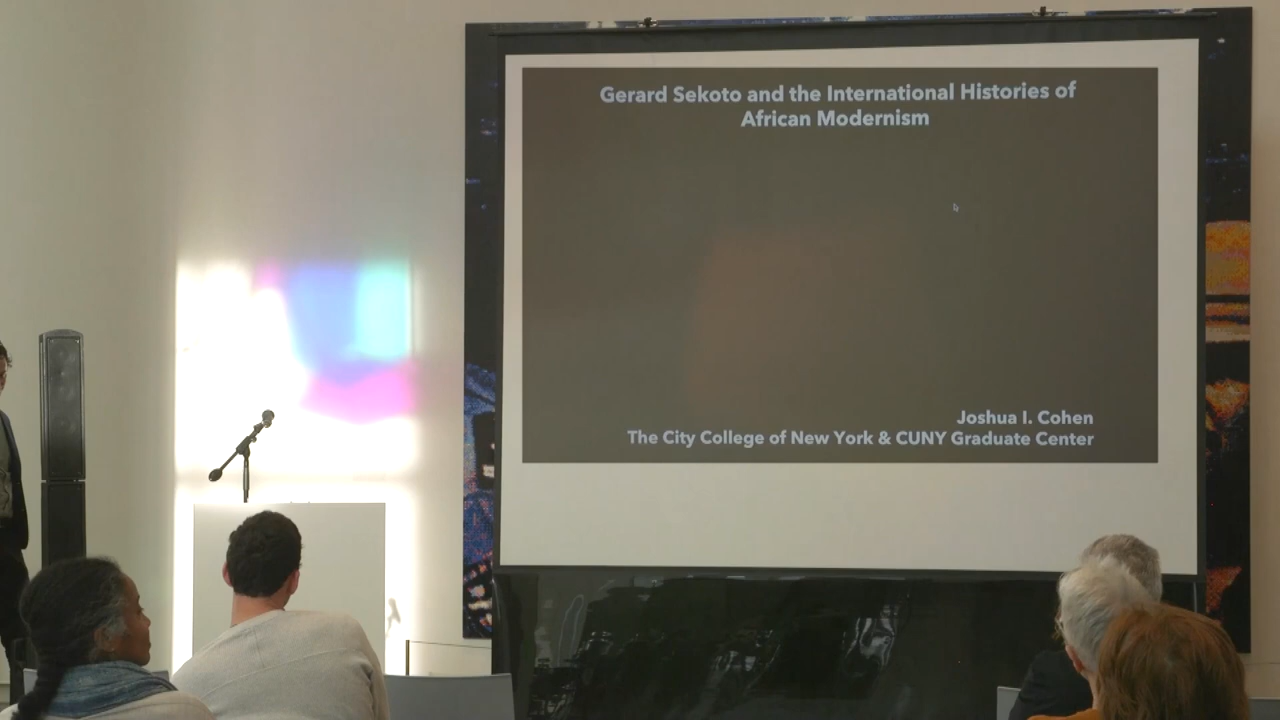 Gerard Sekoto and the International Histories of
African Modernism
Joshua I. Cohen
The City College of New York & CUNY Graduate Center